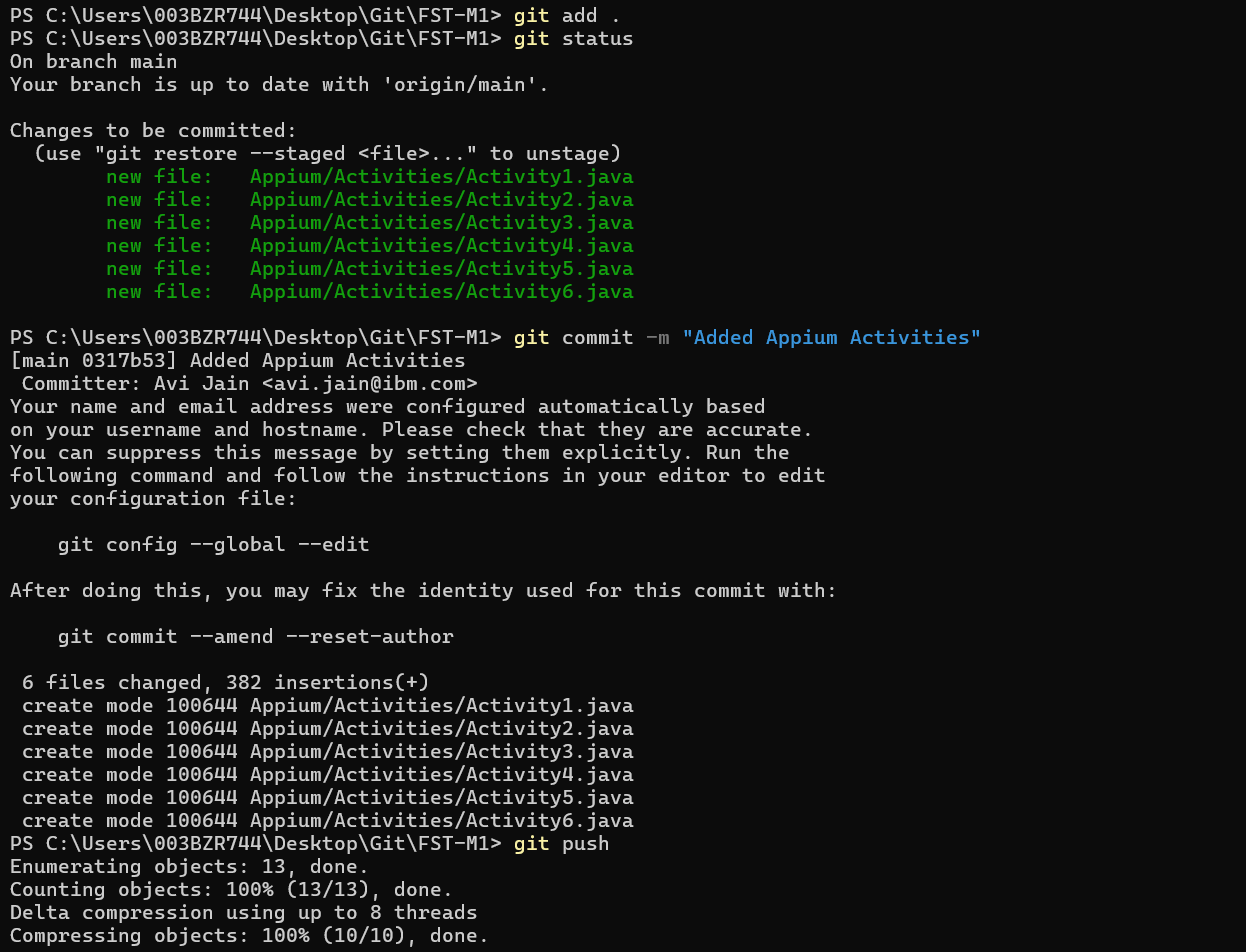 PS C:\Users\003BZR744\Desktop\Git\FST-M1> git add .
PS C:\Users\003BZR744\Desktop\Git\FST-M1> git status
On branch main
Your branch is up to date with 'origin/main'.
Changes to be committed:
  (use "git restore --staged <file>..." to unstage)
        new file:   Appium/Activities/Activity1.java
        new file:   Appium/Activities/Activity2.java
        new file:   Appium/Activities/Activity3.java
        new file:   Appium/Activities/Activity4.java
        new file:   Appium/Activities/Activity5.java
        new file:   Appium/Activities/Activity6.java
PS C:\Users\003BZR744\Desktop\Git\FST-M1> git commit -m "Added Appium Activities"
[main 0317b53] Added Appium Activities
 Committer: Avi Jain <avi.jain@ibm.com>
Your name and email address were configured automatically based
on your username and hostname. Please check that they are accurate.
You can suppress this message by setting them explicitly. Run the
following command and follow the instructions in your editor to edit
your configuration file:
    git config --global --edit
After doing this, you may fix the identity used for this commit with:
    git commit --amend --reset-author
 6 files changed, 382 insertions(+)
 create mode 100644 Appium/Activities/Activity1.java
 create mode 100644 Appium/Activities/Activity2.java
 create mode 100644 Appium/Activities/Activity3.java
 create mode 100644 Appium/Activities/Activity4.java
 create mode 100644 Appium/Activities/Activity5.java
 create mode 100644 Appium/Activities/Activity6.java
PS C:\Users\003BZR744\Desktop\Git\FST-M1> git push
Enumerating objects: 13, done.
Counting objects: 100% (13/13), done.
Delta compression using up to 8 threads
Compressing objects: 100% (10/10), done.